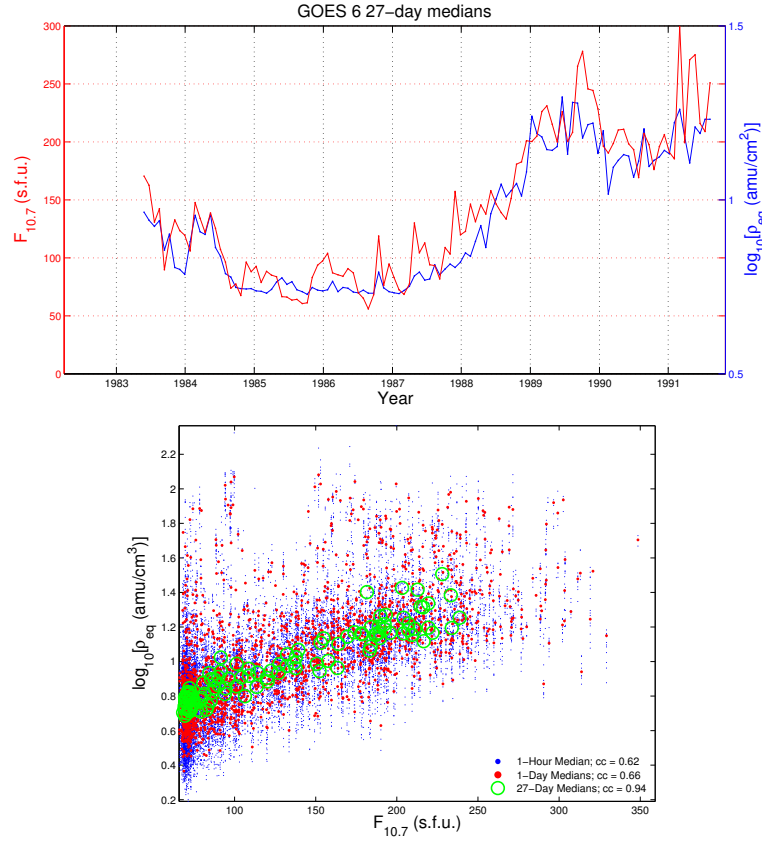 GOES 6 27−day medians
300
250
200
150
100
50
0
F10.7 (s.f.u.)
1.5
1
0.5
log10[ρeq (amu/cm2)]
1983 1984 1985 1986 1987 1988 1989 1990 1991
Year
2.2
2
1.8
1.6
1.4
1.2
1
0.8
0.6
0.4
0.2
log10[ρeq (amu/cm3)]
1−Hour Median; cc = 0.62
1−Day Medians; cc = 0.66
27−Day Medians; cc = 0.94
100 150 200 250 300 350
F10.7 (s.f.u.)